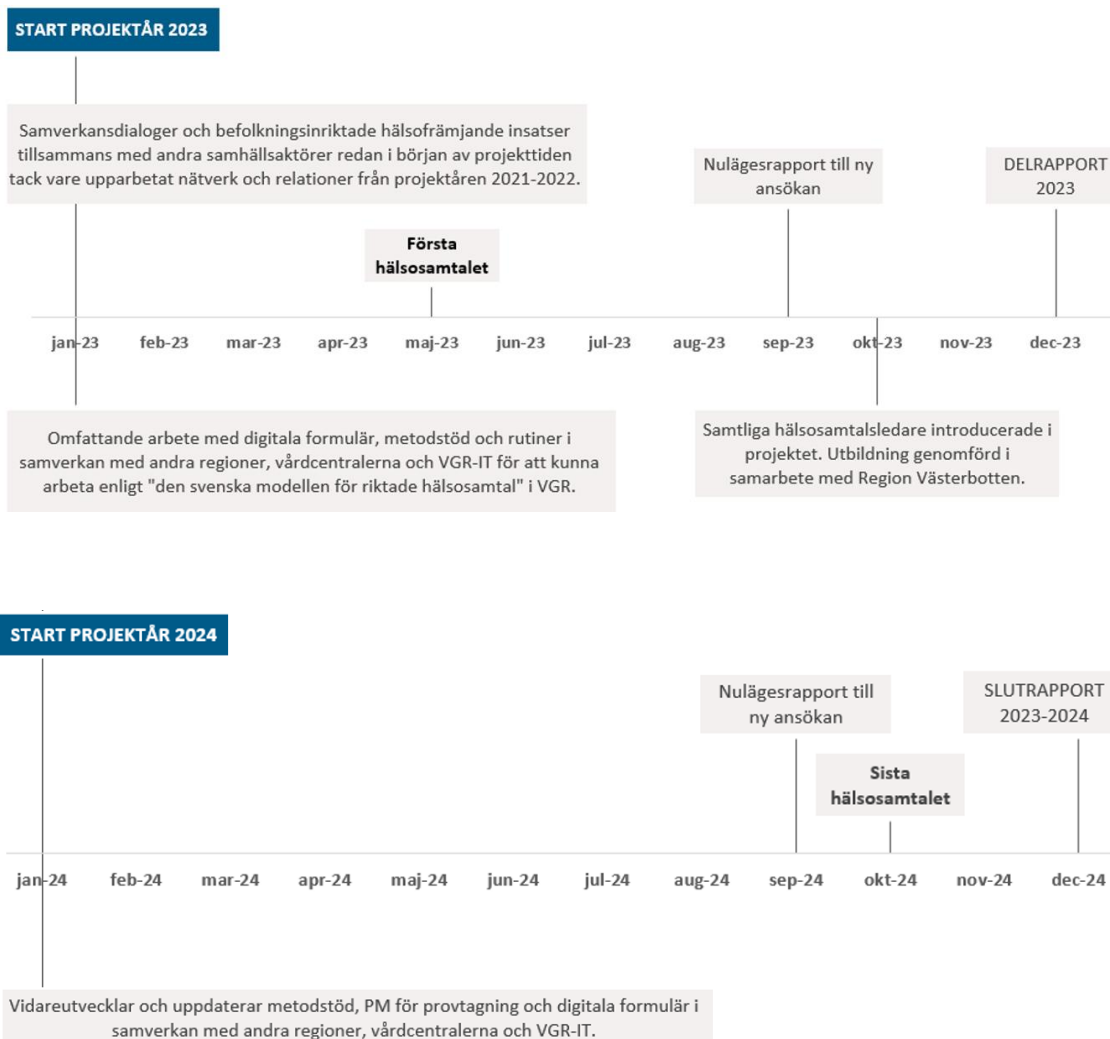 START PROJEKTÅR 2023
Samverkansdialoger och befolkningsinriktade hälsofrämjande insatser
tillsammans med andra samhällsaktörer redan i början av projekttiden
tack vare upparbetat nätverk och relationer från projektåren 2021-2022.
Nulägesrapport till ny
ansökan
DELRAPPORT
2023
Första
hälsosamtalet
jan-23 feb-23 mar-23 apr-23 maj-23 jun-23 jul-23 aug-23 sep-23 okt-23 nov-23 dec-23
Omfattande arbete med digitala formulär, metodstöd och rutiner i
samverkan med andra regioner, vårdcentralerna och VGR-IT för att kunna
arbeta enligt "den svenska modellen för riktade hälsosamtal" i VGR.
Samtliga hälsosamtalsledare introducerade i
projektet. Utbildning genomförd i
samarbete med Region Västerbotten.
START PROJEKTÅR 2024
Nulägesrapport till
ny ansökan
SLUTRAPPORT
2023-2024
Sista
hälsosamtalet
jan-24 feb-24 mar-24 apr-24 maj-24 jun-24 jul-24 aug-24 sep-24 okt-24 nov-24 dec-24
Vidareutvecklar och uppdaterar metodstöd, PM för provtagning och digitala formulär i
samverkan med andra regioner, vårdcentralerna och VGR-IT.